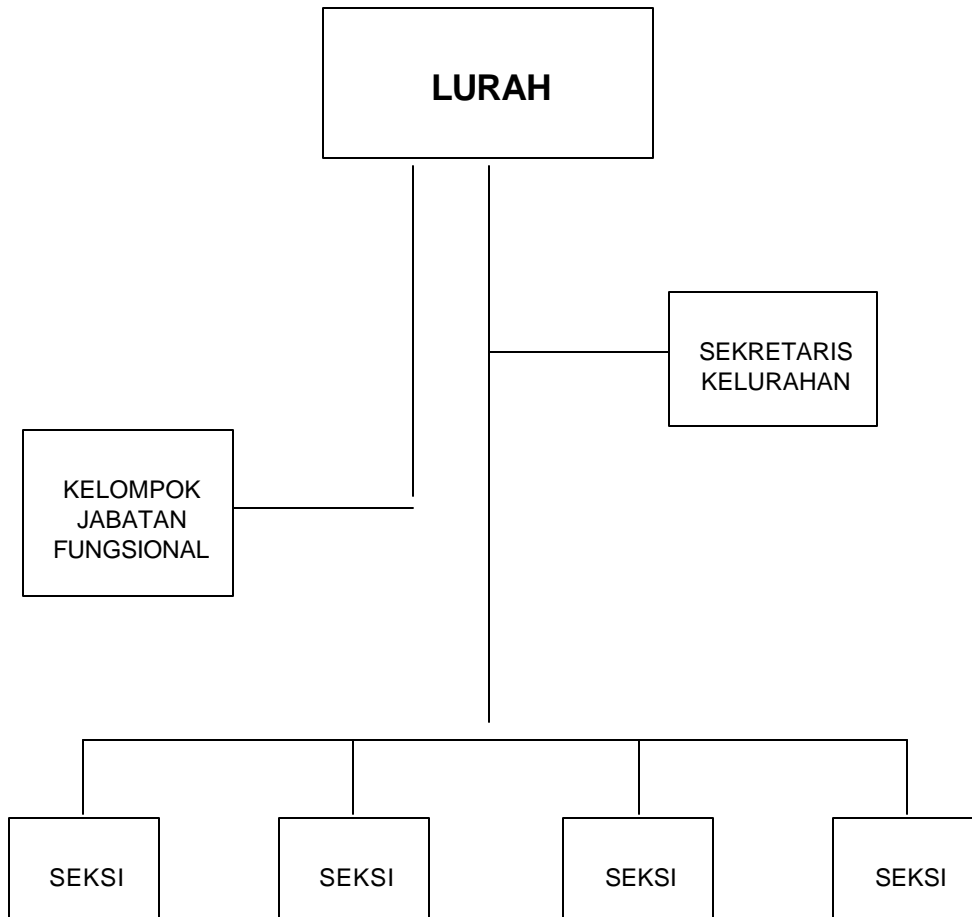 LURAH
SEKRETARIS
KELURAHAN
KELOMPOK
JABATAN
FUNGSIONAL
SEKSI
SEKSI
SEKSI
SEKSI